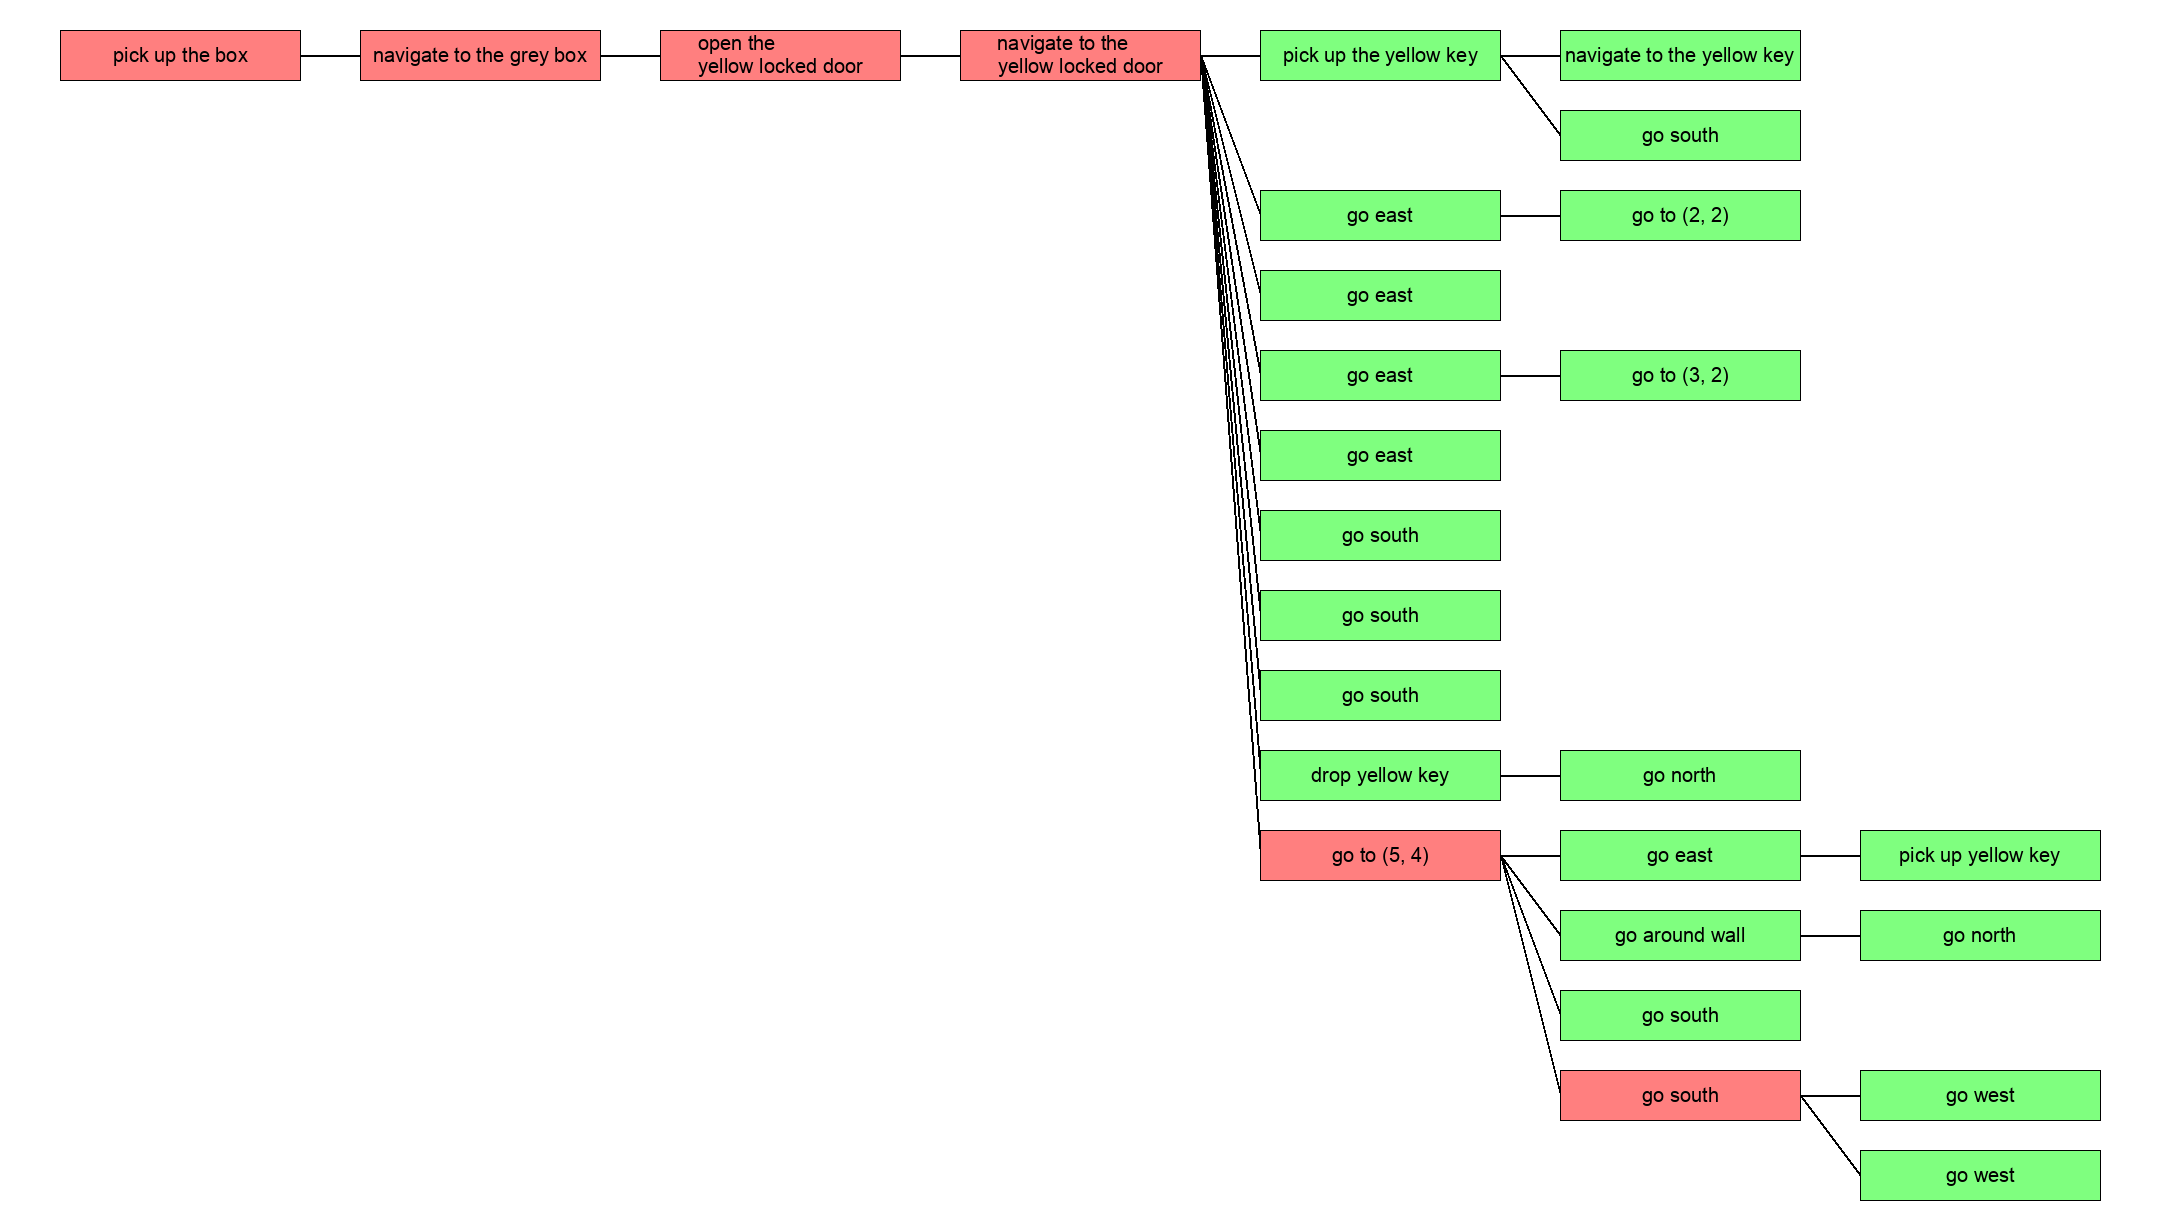 pick up the box
navigate to the grey box
open the
yellow locked door
navigate to the
yellow locked door
pick up the yellow key
navigate to the yellow key
go south
go east
go to (2, 2)
go east
go east
go to (3, 2)
go east
go south
go south
go south
drop yellow key
go north
go to (5, 4)
go east
pick up yellow key
go around wall
go north
go south
go south
go west
go west